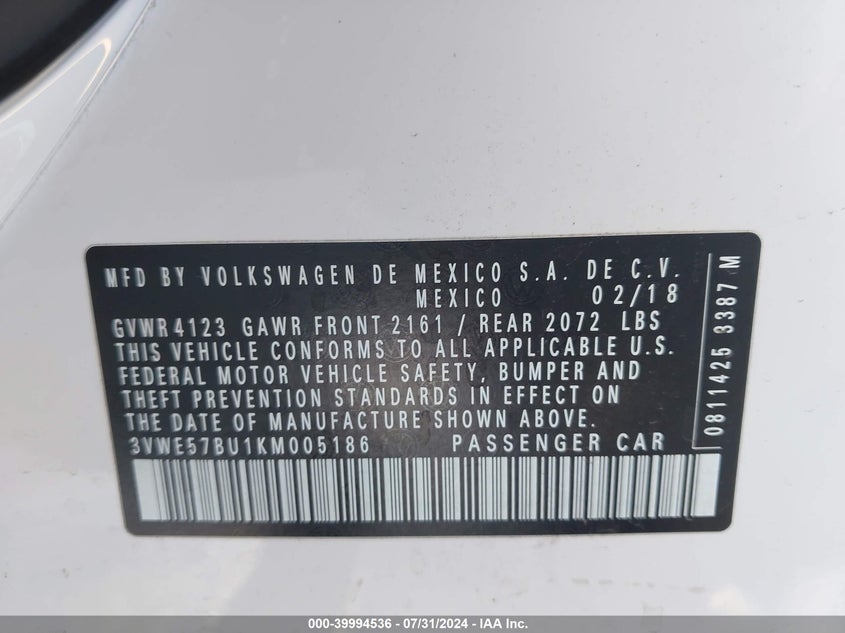 MFD BY VOLKSWAGEN DE MEXICO S.A. DE C.V.
MEXICO 02/18
GVWR 4123 GAWR FRONT 2161 / REAR 2072 LBS
THIS VEHICLE CONFORMS TO ALL APPLICABLE U.S.
FEDERAL MOTOR VEHICLE SAFETY, BUMPER AND
THEFT PREVENTION STANDARDS IN EFFECT ON
THE DATE OF MANUFACTURE SHOWN ABOVE.
3VWE57BU1KM005186 PASSENGER CAR
0811425 3387 M
000-39994536 - 07/31/2024 - IAA Inc.